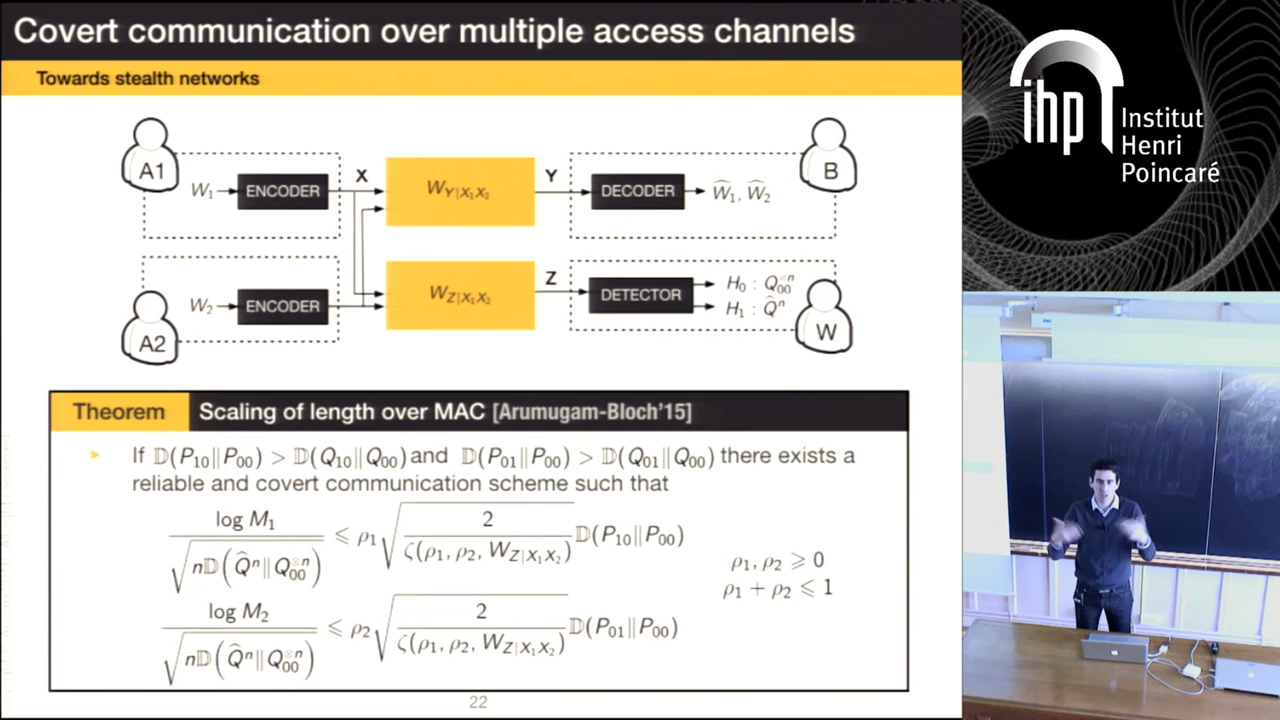 Covert communication over multiple access channels
Towards stealth networks
ihp Institut
Henri
Poincaré
A1
W₁
ENCODER
X
W_{Y|X₁X₂}
Y
DECODER
Ŵ₁, Ŵ₂
B
A2
W₂
ENCODER
W_{Z|X₁X₂}
Z
DETECTOR
H₀ : Q₀₀^{⊗n}
H₁ : Q̂ⁿ
W
Theorem Scaling of length over MAC [Arumugam-Bloch'15]
If 𝔻(P₁₀‖P₀₀) > 𝔻(Q₁₀‖Q₀₀) and 𝔻(P₀₁‖P₀₀) > 𝔻(Q₀₁‖Q₀₀) there exists a
reliable and covert communication scheme such that
log M₁ / √(n𝔻(Q̂ⁿ‖Q₀₀^{⊗n})) ⩽ ρ₁ √(2 / ζ(ρ₁, ρ₂, W_{Z|X₁X₂})) 𝔻(P₁₀‖P₀₀)
log M₂ / √(n𝔻(Q̂ⁿ‖Q₀₀^{⊗n})) ⩽ ρ₂ √(2 / ζ(ρ₁, ρ₂, W_{Z|X₁X₂})) 𝔻(P₀₁‖P₀₀)
ρ₁, ρ₂ ⩾ 0
ρ₁ + ρ₂ ⩽ 1
22